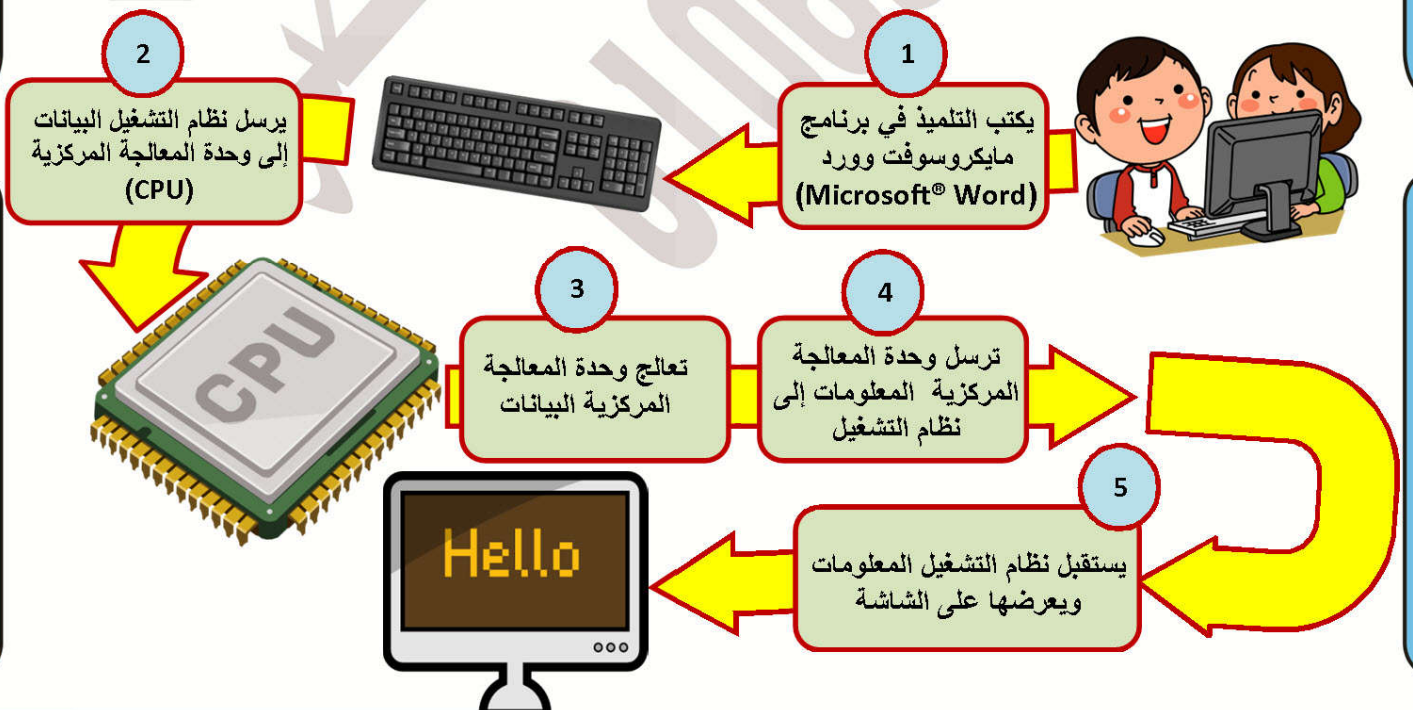 1
يكتب التلميذ في برنامج
مايكروسوفت وورد
(Microsoft® Word)
2
يرسل نظام التشغيل البيانات
إلى وحدة المعالجة المركزية
(CPU)
CPU
3
تعالج وحدة المعالجة
المركزية البيانات
4
ترسل وحدة المعالجة
المركزية المعلومات إلى
نظام التشغيل
5
يستقبل نظام التشغيل المعلومات
ويعرضها على الشاشة
Hello